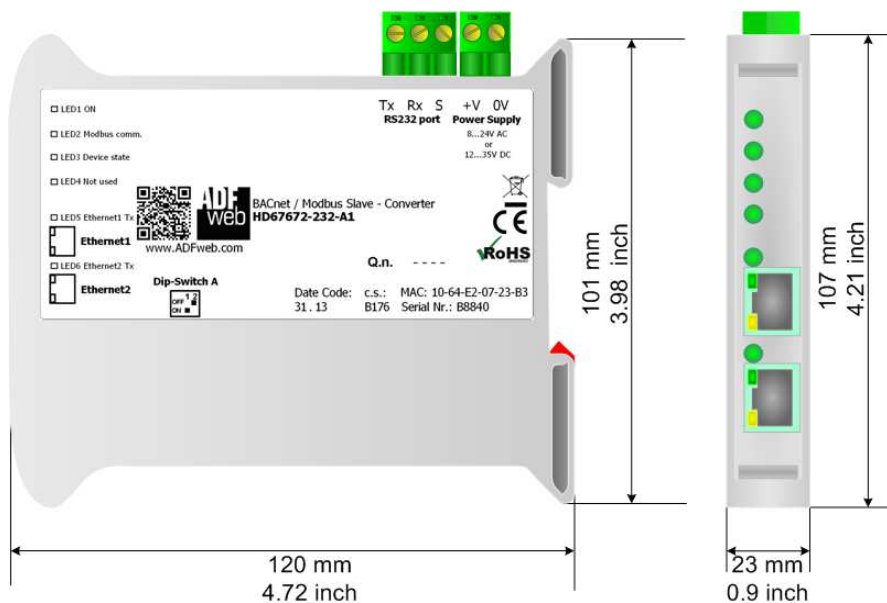 LED1 ON
LED2 Modbus comm.
LED3 Device state
LED4 Not used
LED5 Ethernet1 Tx
Ethernet1
LED6 Ethernet2 Tx
Ethernet2
Tx Rx S +V 0V
RS232 port Power Supply
8...24V AC
or
12...35V DC
ADF
web
www.ADFweb.com
BACnet / Modbus Slave - Converter
HD67672-232-A1
CE
RoHS
Q.n. - - - -
Dip-Switch A
1 2
OFF
ON
Date Code: c.s.: MAC: 10-64-E2-07-23-B3
31 . 13 B176 Serial Nr.: B8840
101 mm
3.98 inch
107 mm
4.21 inch
120 mm
4.72 inch
23 mm
0.9 inch